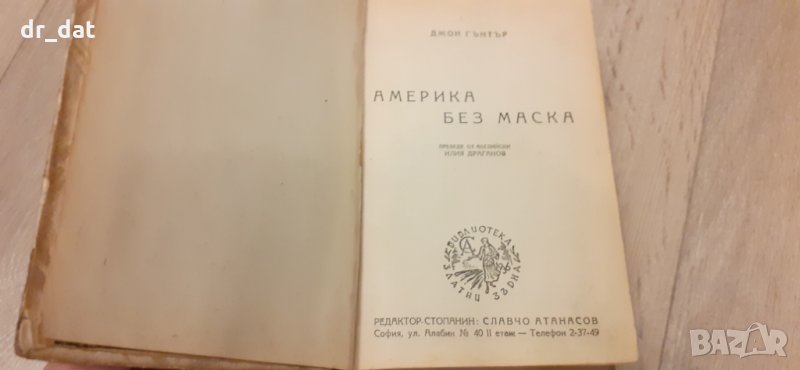 dr_dat
ДЖОН ГЪНТЪР
АМЕРИКА
БЕЗ МАСКА
ПРЕВЕДЕ ОТ АНГЛИЙСКИ
ИЛИЯ ДРАГАНОВ
БИБЛИОТЕКА
ЗЛАТНИ ЗЪРНА
РЕДАКТОР-СТОПАНИН: СЛАВЧО АТАНАСОВ
София, ул. Алабин № 40 II етаж — Телефон 2-37-49
BAZAR